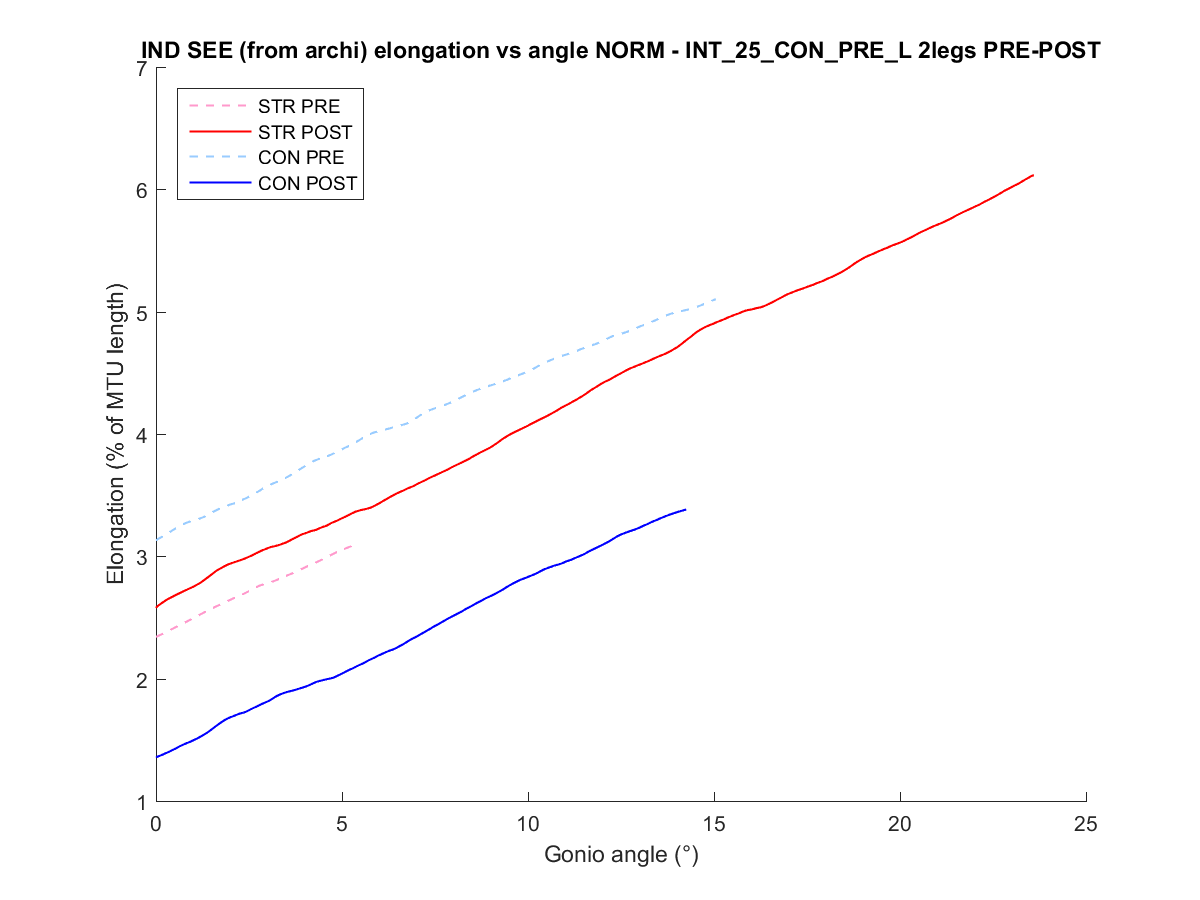 IND SEE (from archi) elongation vs angle NORM - INT_25_CON_PRE_L 2legs PRE-POST
7
STR PRE
STR POST
CON PRE
CON POST
6
5
4
3
2
1
Elongation (% of MTU length)
0 5 10 15 20 25
Gonio angle (°)